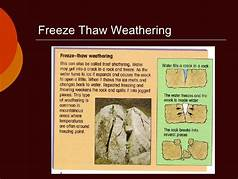 Freeze Thaw Weathering
Freeze-thaw weathering
This can also be called frost shattering. Water
may get into a crack in a rock and freeze. As the
water turns to ice it expands and causes the crack
to open a little. When it thaws the ice melts and
changes back to water. Repeated freezing and
thawing weakens the rock and splits it into jagged
pieces. This type of
weathering is
common in
mountainous
areas where
temperatures
are often around
freezing point.
Water fills a crack in a rock
The water freezes and the
crack is made wider
The rock breaks into
several pieces